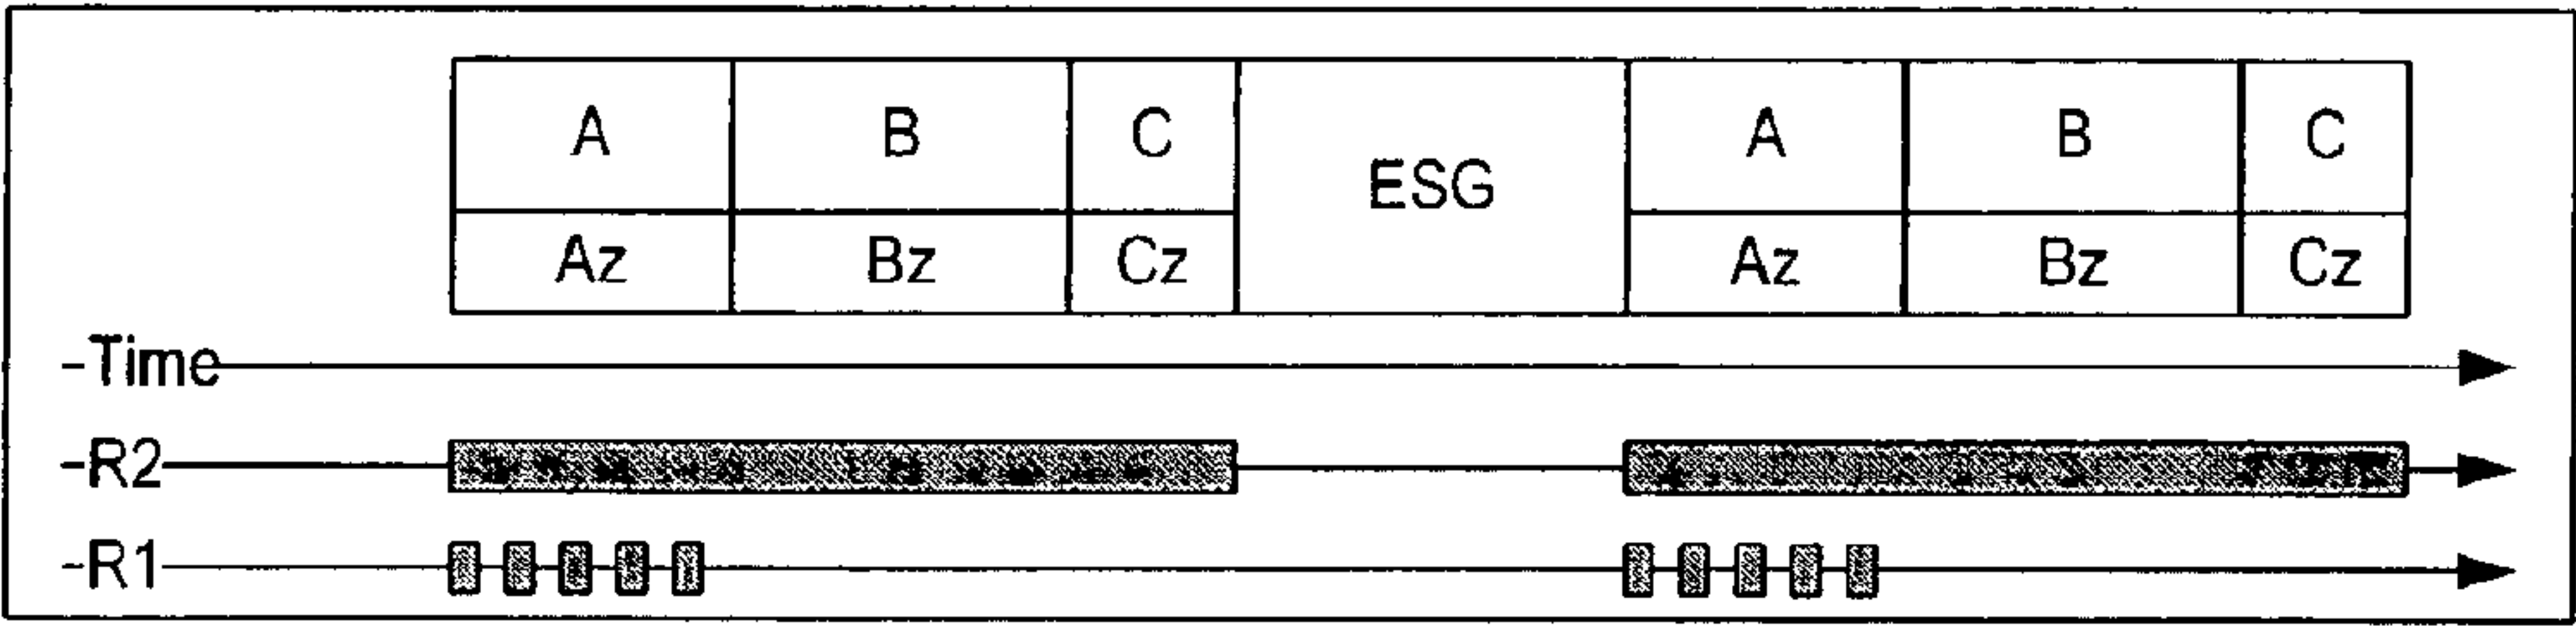 A B C ESG A B C
Az Bz Cz Az Bz Cz
-Time
-R2
-R1